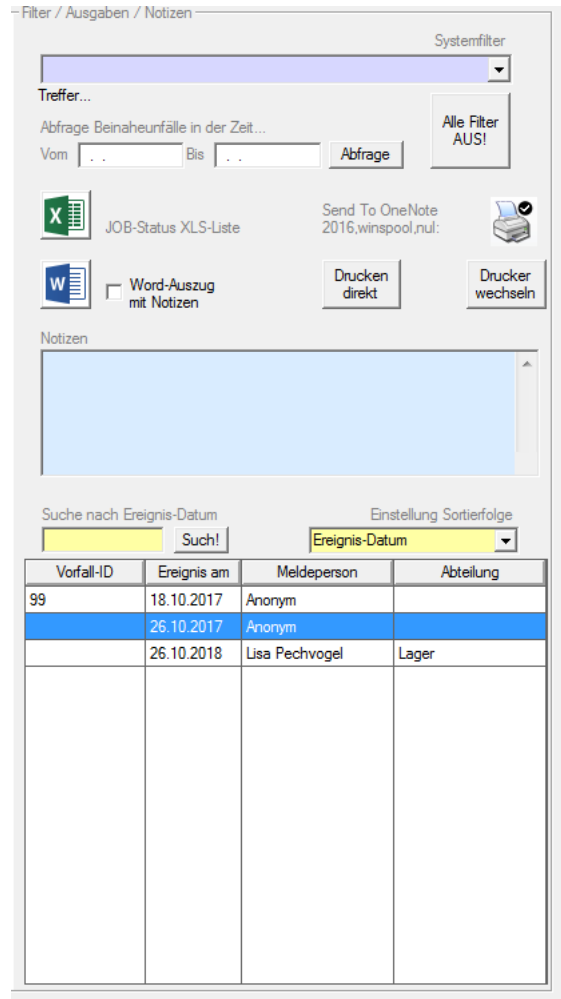 Filter / Ausgaben / Notizen
Systemfilter
Treffer...
Abfrage Beinaheunfälle in der Zeit...
Alle Filter
AUS!
Vom . . Bis . . Abfrage
X
JOB-Status XLS-Liste
Send To OneNote
2016,winspool,nul:
W
Word-Auszug
mit Notizen
Drucken
direkt
Drucker
wechseln
Notizen
Suche nach Ereignis-Datum
Einstellung Sortierfolge
Such! Ereignis-Datum
Vorfall-ID Ereignis am Meldeperson Abteilung
99 18.10.2017 Anonym
26.10.2017 Anonym
26.10.2018 Lisa Pechvogel Lager